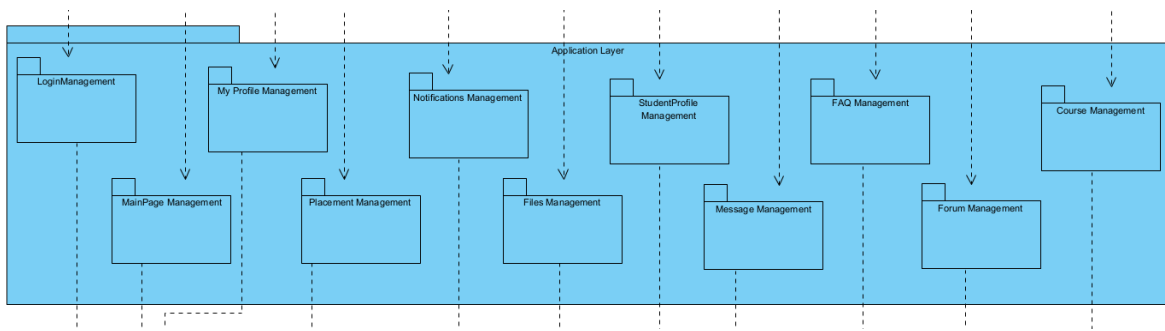 Application Layer
LoginManagement
My Profile Management
Notifications Management
StudentProfile
Management
FAQ Management
Course Management
MainPage Management
Placement Management
Files Management
Message Management
Forum Management